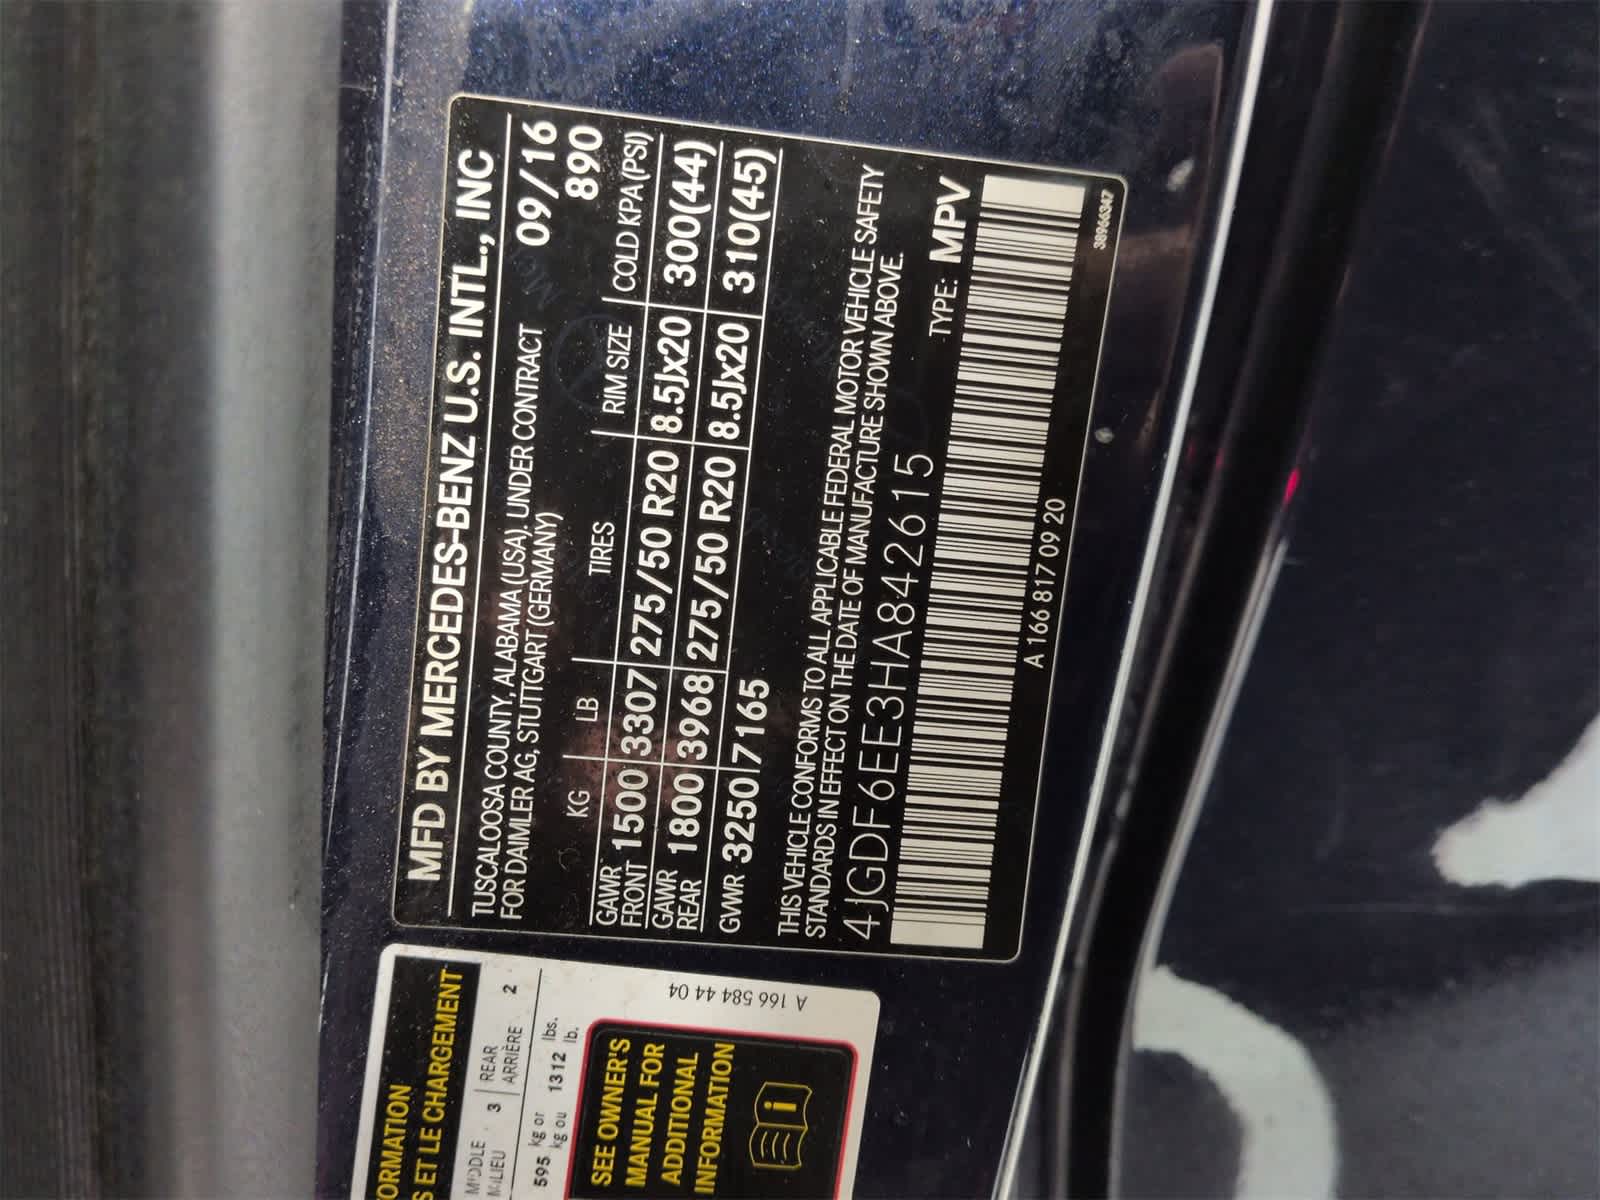 MFD BY MERCEDES-BENZ U.S. INTL., INC
TUSCALOOSA COUNTY, ALABAMA (USA). UNDER CONTRACT 09/16
FOR DAIMLER AG, STUTTGART (GERMANY) 890
KG LB TIRES RIM SIZE COLD KPA (PSI)
GAWR FRONT 1500 3307 275/50 R20 8.5Jx20 300(44)
GAWR REAR 1800 3968 275/50 R20 8.5Jx20 310(45)
GVWR 3250 7165
THIS VEHICLE CONFORMS TO ALL APPLICABLE FEDERAL MOTOR VEHICLE SAFETY
STANDARDS IN EFFECT ON THE DATE OF MANUFACTURE SHOWN ABOVE.
4JGDF6EE3HA842615 TYPE: MPV
A 166 817 09 20 38966347
ORMATION
S ET LE CHARGEMENT
MIDDLE 3 REAR 2
MILIEU ARRIÈRE
595 kg or 1312 lbs.
kg ou lb.
SEE OWNER'S
MANUAL FOR
ADDITIONAL
INFORMATION
A 166 584 44 04